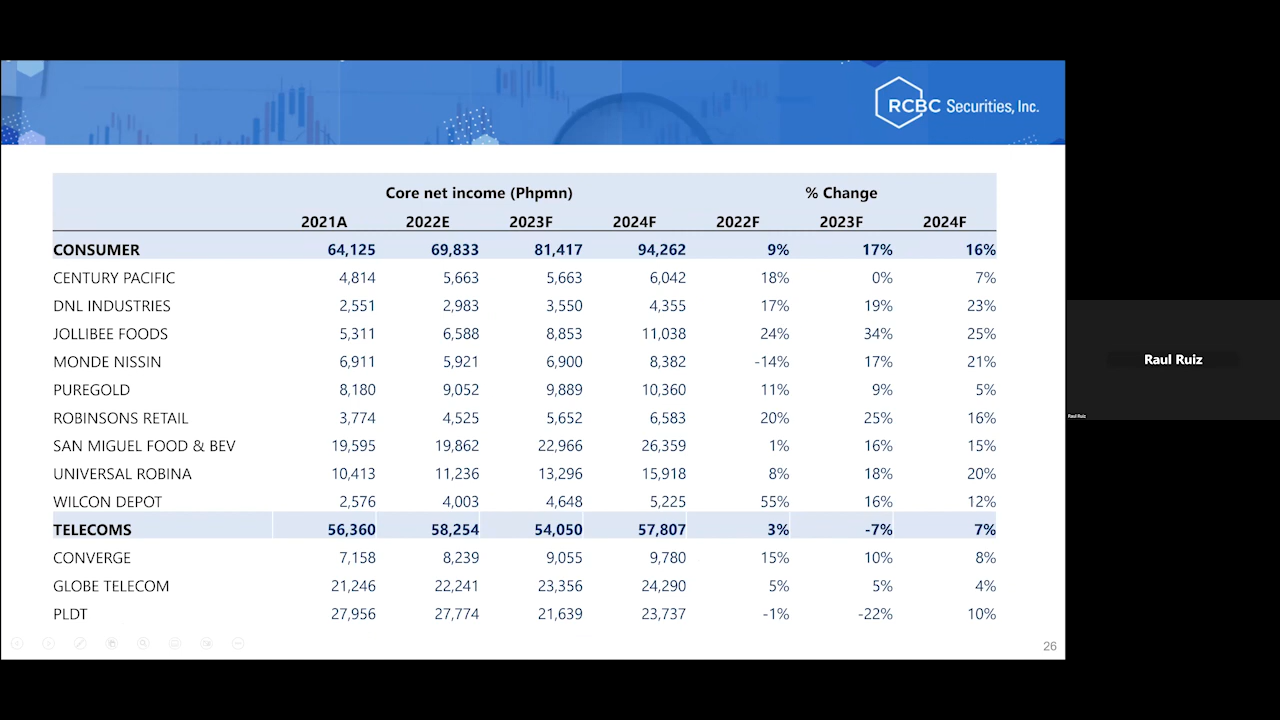 RCBC Securities, Inc.
Core net income (Phpmn) % Change
2021A 2022E 2023F 2024F 2022F 2023F 2024F
CONSUMER 64,125 69,833 81,417 94,262 9% 17% 16%
CENTURY PACIFIC 4,814 5,663 5,663 6,042 18% 0% 7%
DNL INDUSTRIES 2,551 2,983 3,550 4,355 17% 19% 23%
JOLLIBEE FOODS 5,311 6,588 8,853 11,038 24% 34% 25%
MONDE NISSIN 6,911 5,921 6,900 8,382 -14% 17% 21%
PUREGOLD 8,180 9,052 9,889 10,360 11% 9% 5%
ROBINSONS RETAIL 3,774 4,525 5,652 6,583 20% 25% 16%
SAN MIGUEL FOOD & BEV 19,595 19,862 22,966 26,359 1% 16% 15%
UNIVERSAL ROBINA 10,413 11,236 13,296 15,918 8% 18% 20%
WILCON DEPOT 2,576 4,003 4,648 5,225 55% 16% 12%
TELECOMS 56,360 58,254 54,050 57,807 3% -7% 7%
CONVERGE 7,158 8,239 9,055 9,780 15% 10% 8%
GLOBE TELECOM 21,246 22,241 23,356 24,290 5% 5% 4%
PLDT 27,956 27,774 21,639 23,737 -1% -22% 10%
26
Raul Ruiz
Raul Ruiz